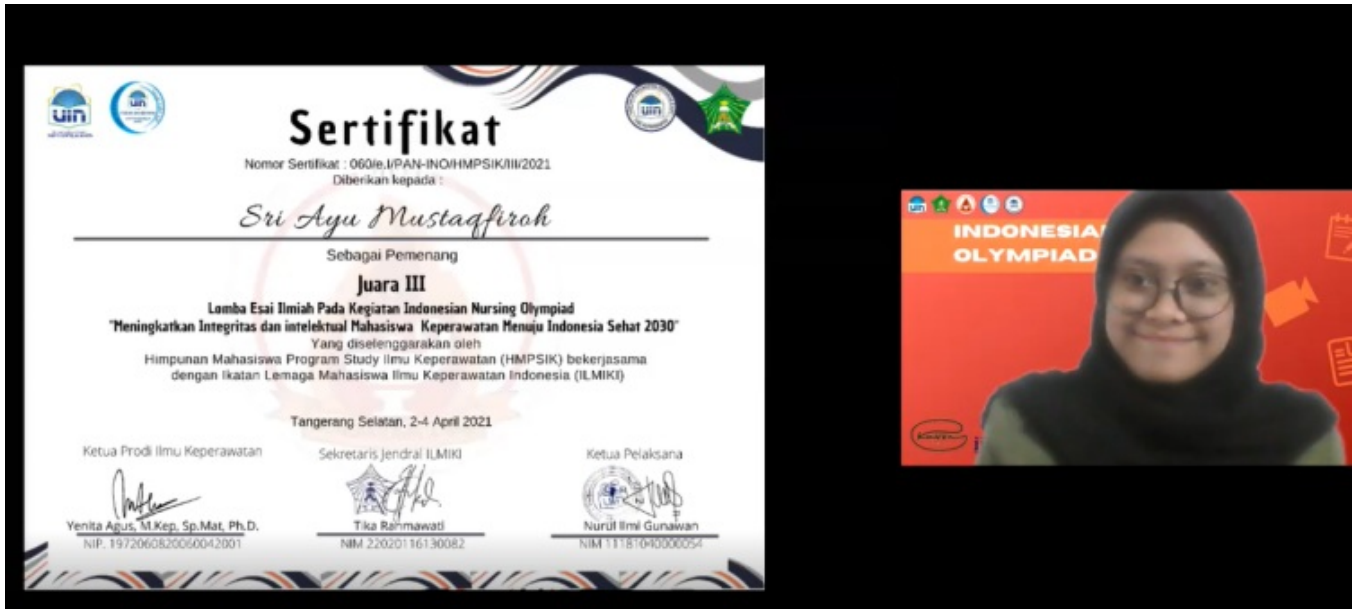 uin
uin
uin
Sertifikat
Nomor Sertifikat : 060/e.I/PAN-INO/HMPSIK/III/2021
Diberikan kepada :
Sri Ayu Mustaqfiroh
Sebagai Pemenang
Juara III
Lomba Esai Ilmiah Pada Kegiatan Indonesian Nursing Olympiad
"Meningkatkan Integritas dan intelektual Mahasiswa Keperawatan Menuju Indonesia Sehat 2030"
Yang diselenggarakan oleh
Himpunan Mahasiswa Program Study Ilmu Keperawatan (HMPSIK) bekerjasama
dengan Ikatan Lemaga Mahasiswa Ilmu Keperawatan Indonesia (ILMIKI)
Tangerang Selatan, 2-4 April 2021
Ketua Prodi Ilmu Keperawatan
Yenita Agus, M.Kep, Sp.Mat, Ph.D.
NIP. 1972060820060042001
Sekretaris Jendral ILMIKI
Tika Rahmawati
NIM 22020116130082
Ketua Pelaksana
Nurul Ilmi Gunawan
NIM 11181040000054
uin
INDONESIA
OLYMPIAD